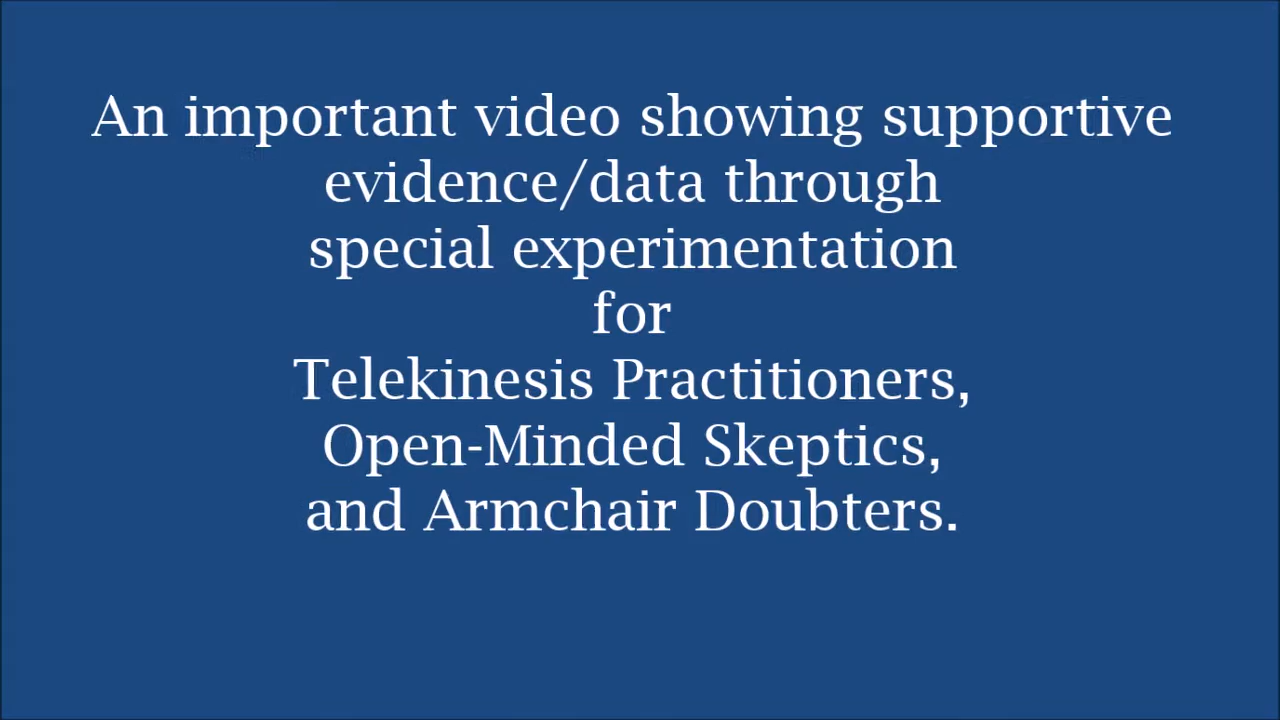 An important video showing supportive
evidence/data through
special experimentation
for
Telekinesis Practitioners,
Open-Minded Skeptics,
and Armchair Doubters.